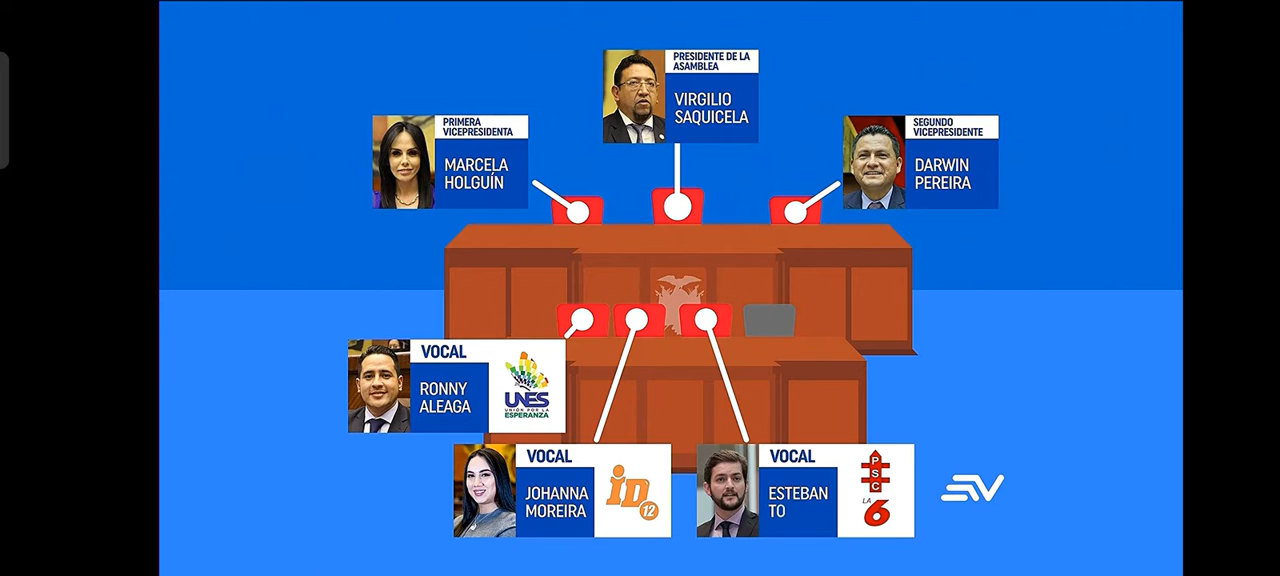 PRESIDENTE DE LA
ASAMBLEA
VIRGILIO
SAQUICELA
PRIMERA
VICEPRESIDENTA
MARCELA
HOLGUÍN
SEGUNDO
VICEPRESIDENTE
DARWIN
PEREIRA
VOCAL
RONNY
ALEAGA
UNES
UNIÓN POR LA
ESPERANZA
VOCAL
JOHANNA
MOREIRA
iD
12
VOCAL
ESTEBAN
TO
P
S
C
LA
6